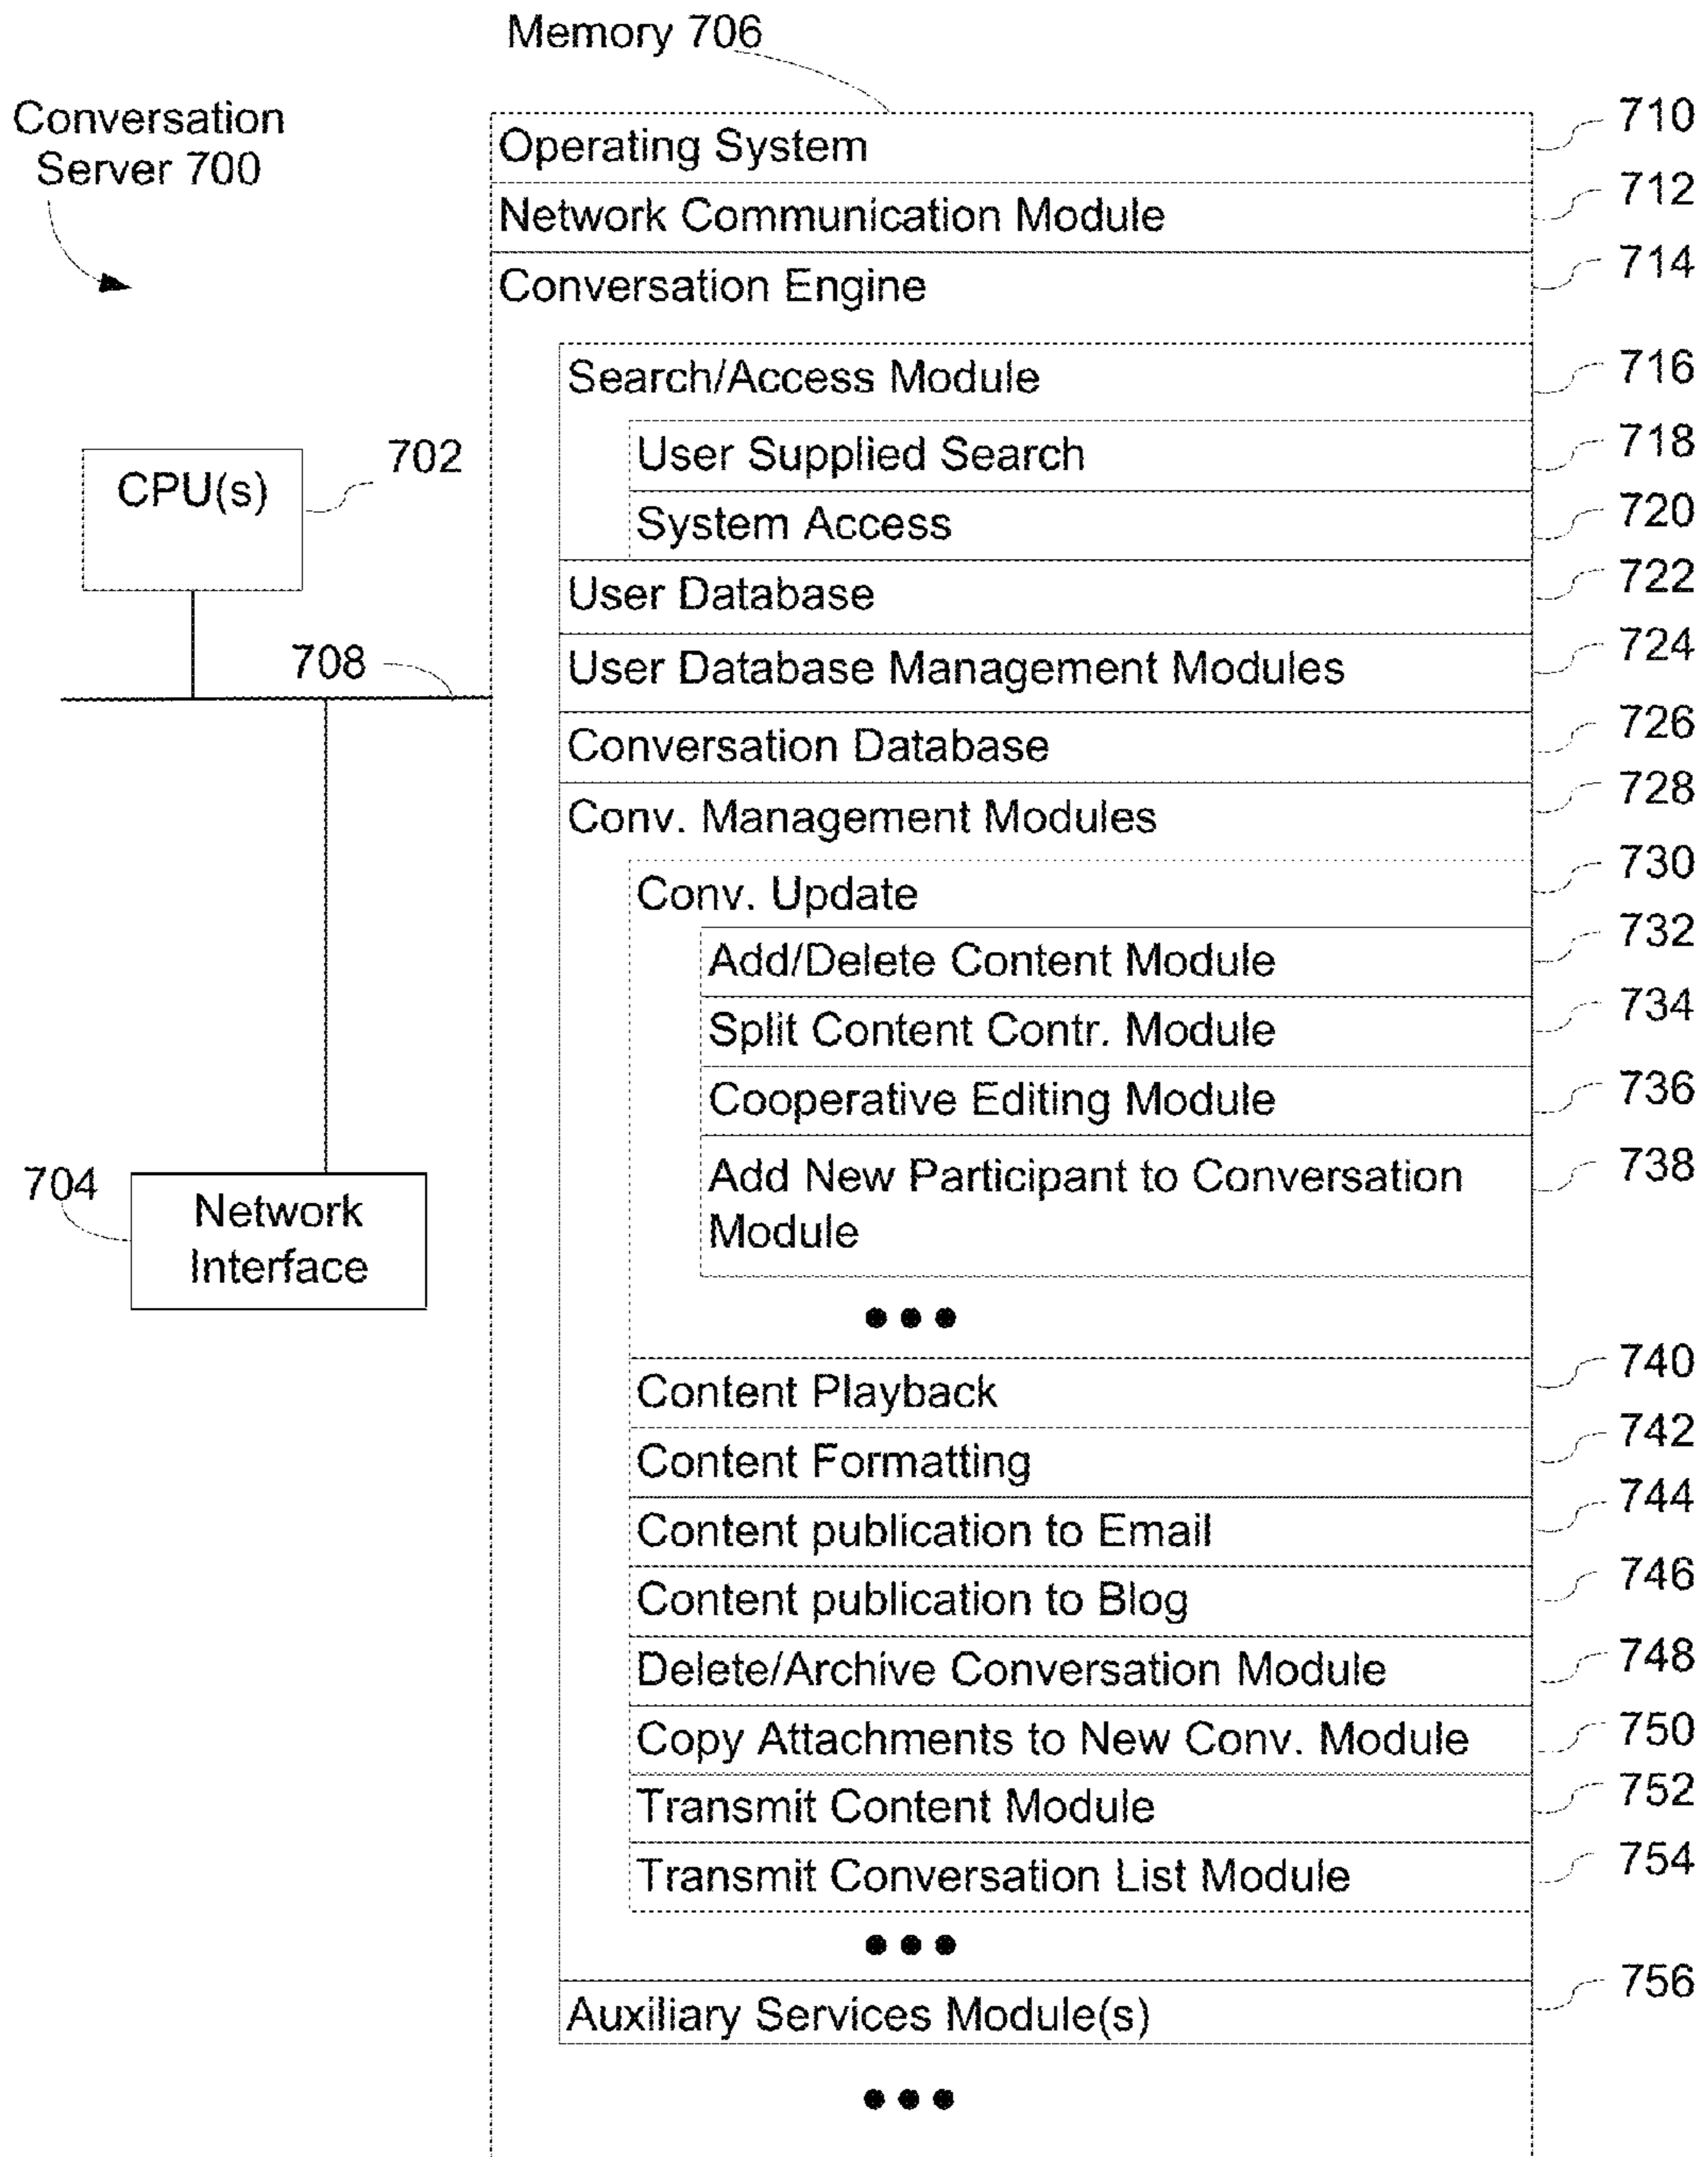 Memory 706
Conversation
Server 700
Operating System 710
Network Communication Module 712
Conversation Engine 714
Search/Access Module 716
User Supplied Search 718
System Access 720
CPU(s) 702
User Database 722
User Database Management Modules 724
708
Conversation Database 726
Conv. Management Modules 728
Conv. Update 730
Add/Delete Content Module 732
Split Content Contr. Module 734
Cooperative Editing Module 736
Add New Participant to Conversation 738
Module
704
Network
Interface
•••
Content Playback 740
Content Formatting 742
Content publication to Email 744
Content publication to Blog 746
Delete/Archive Conversation Module 748
Copy Attachments to New Conv. Module 750
Transmit Content Module 752
Transmit Conversation List Module 754
•••
Auxiliary Services Module(s) 756
•••